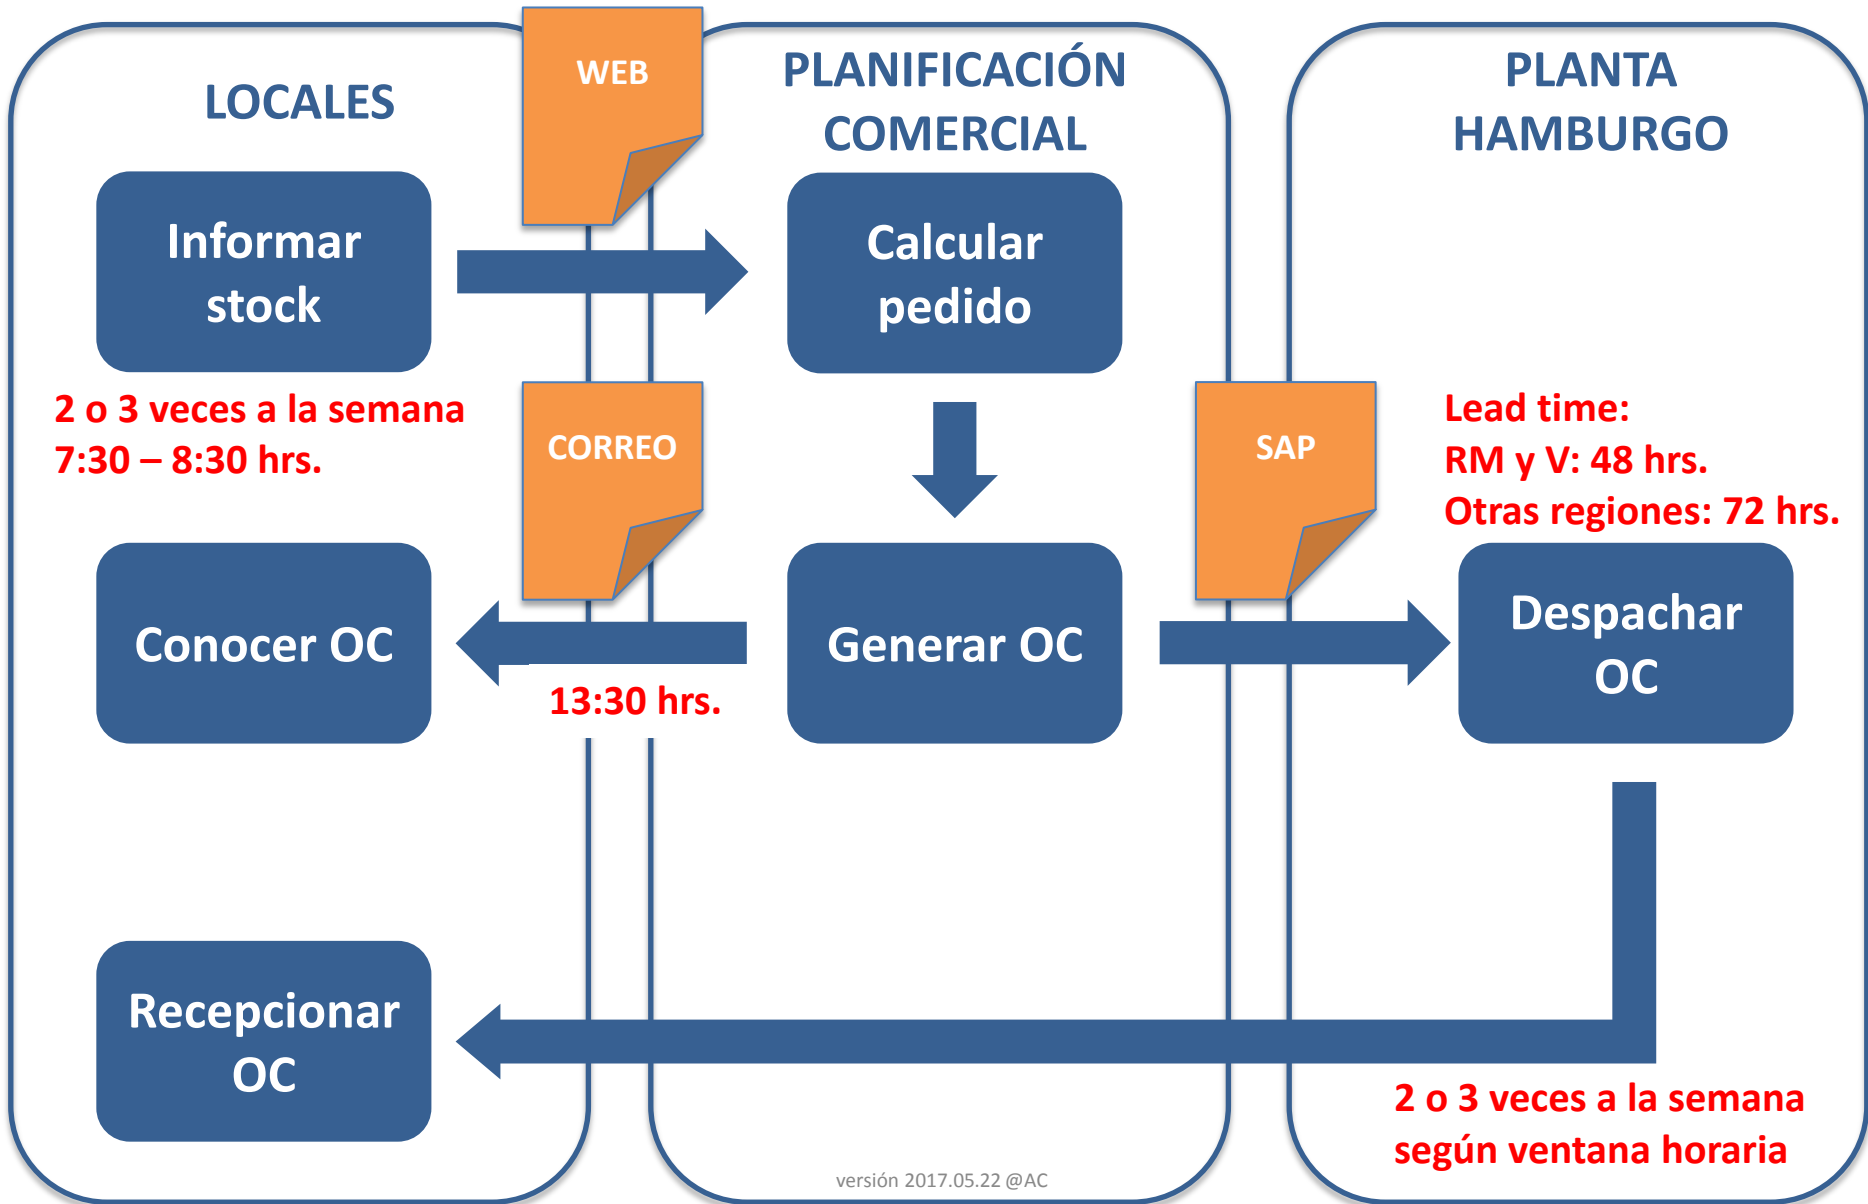 LOCALES
WEB
PLANIFICACIÓN
COMERCIAL
PLANTA
HAMBURGO
Informar
stock
Calcular
pedido
2 o 3 veces a la semana
7:30 – 8:30 hrs.
CORREO
SAP
Lead time:
RM y V: 48 hrs.
Otras regiones: 72 hrs.
Conocer OC
13:30 hrs.
Generar OC
Despachar
OC
Recepcionar
OC
2 o 3 veces a la semana
según ventana horaria
versión 2017.05.22 @AC